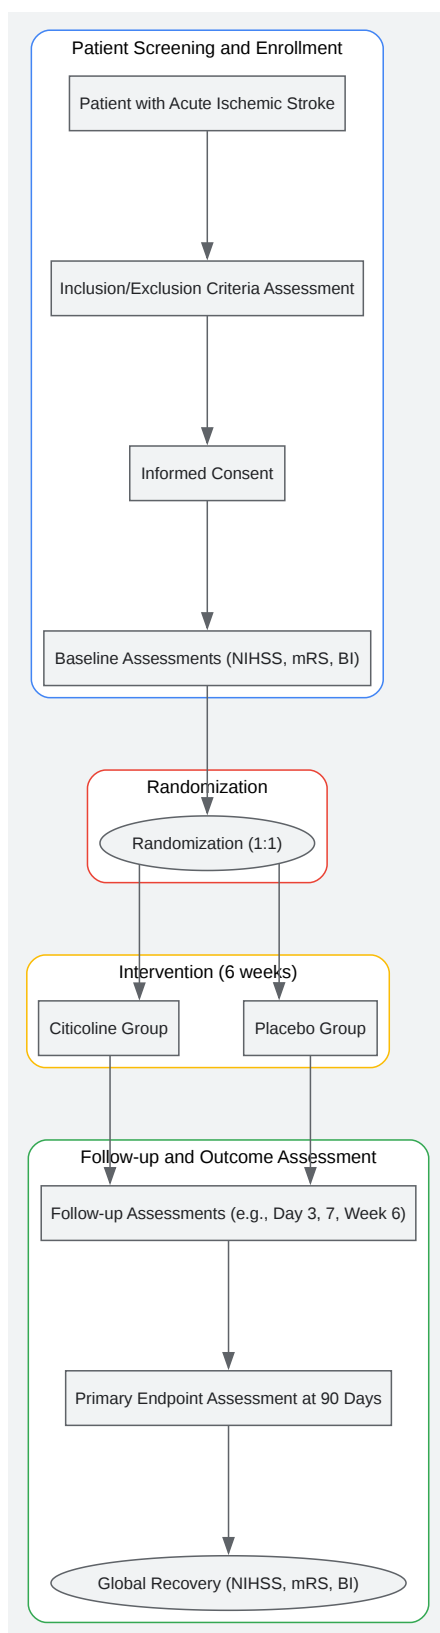 Patient Screening and Enrollment
Patient with Acute Ischemic Stroke
Inclusion/Exclusion Criteria Assessment
Informed Consent
Baseline Assessments (NIHSS, mRS, BI)
Randomization
Randomization (1:1)
Intervention (6 weeks)
Citicoline Group
Placebo Group
Follow-up and Outcome Assessment
Follow-up Assessments (e.g., Day 3, 7, Week 6)
Primary Endpoint Assessment at 90 Days
Global Recovery (NIHSS, mRS, BI)